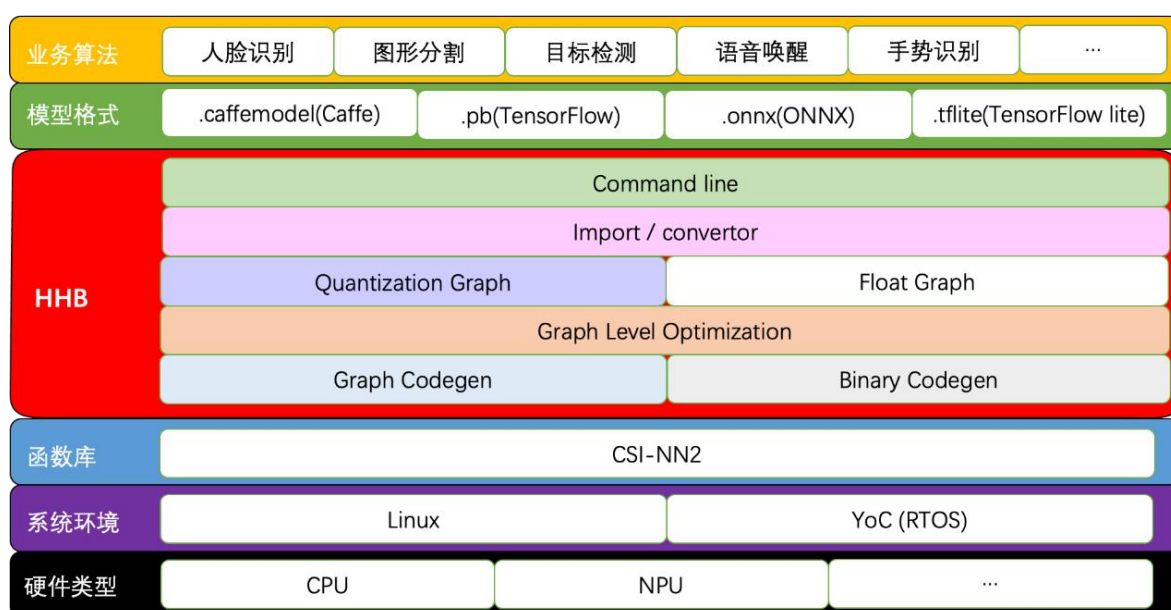 业务算法 人脸识别 图形分割 目标检测 语音唤醒 手势识别 ...
模型格式 .caffemodel(Caffe) .pb(TensorFlow) .onnx(ONNX) .tflite(TensorFlow lite)
Command line
Import / convertor
HHB Quantization Graph Float Graph
Graph Level Optimization
Graph Codegen Binary Codegen
函数库 CSI-NN2
系统环境 Linux YoC (RTOS)
硬件类型 CPU NPU ...